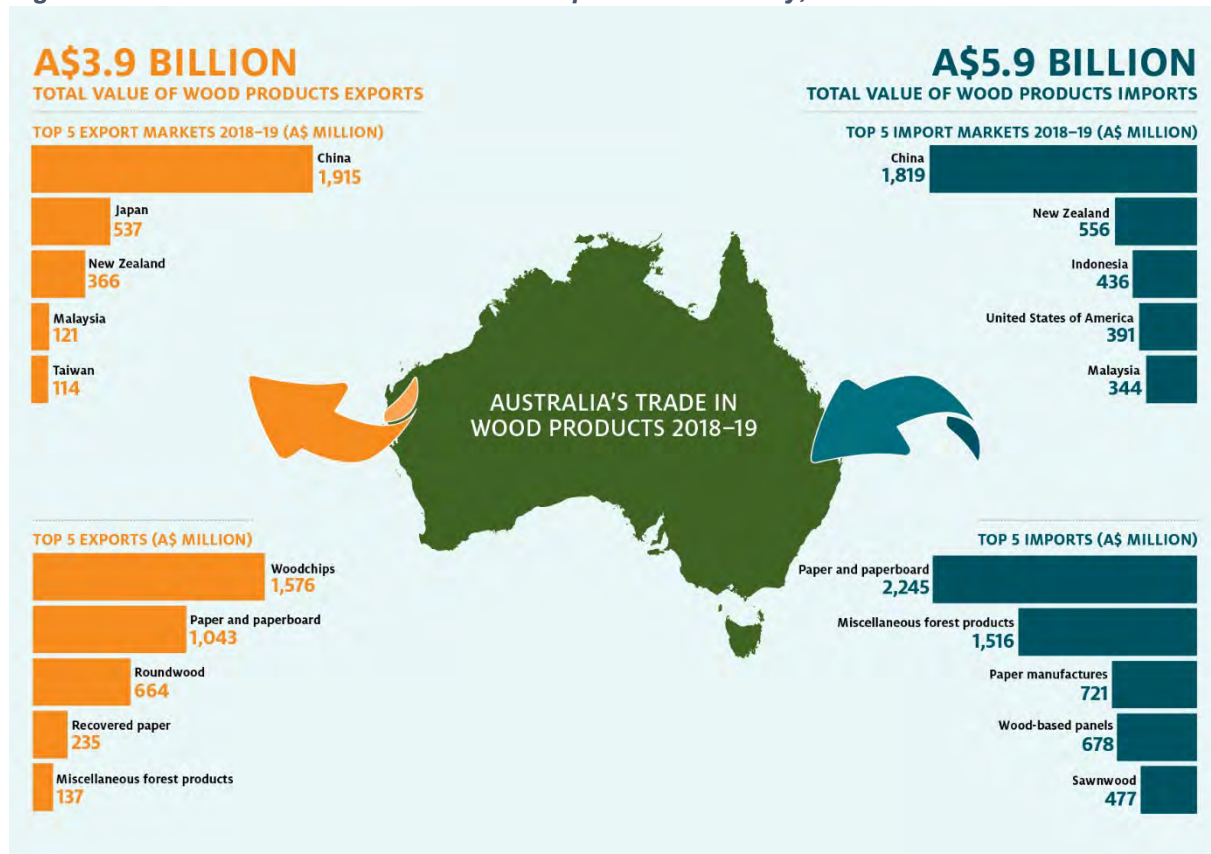 A$3.9 BILLION
TOTAL VALUE OF WOOD PRODUCTS EXPORTS
TOP 5 EXPORT MARKETS 2018–19 (A$ MILLION)
China
1,915
Japan
537
New Zealand
366
Malaysia
121
Taiwan
114
A$5.9 BILLION
TOTAL VALUE OF WOOD PRODUCTS IMPORTS
TOP 5 IMPORT MARKETS 2018–19 (A$ MILLION)
China
1,819
New Zealand
556
Indonesia
436
United States of America
391
Malaysia
344
AUSTRALIA'S TRADE IN
WOOD PRODUCTS 2018–19
TOP 5 EXPORTS (A$ MILLION)
Woodchips
1,576
Paper and paperboard
1,043
Roundwood
664
Recovered paper
235
Miscellaneous forest products
137
TOP 5 IMPORTS (A$ MILLION)
Paper and paperboard
2,245
Miscellaneous forest products
1,516
Paper manufactures
721
Wood-based panels
678
Sawnwood
477